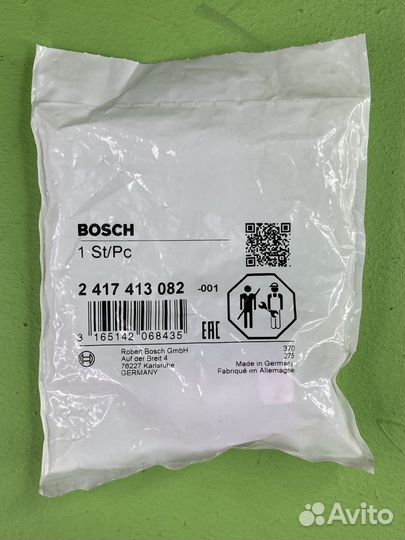 BOSCH
1 St/Pc
2 417 413 082 -001
3 165142 068435
EAC
Robert Bosch GmbH
Auf der Breit 4
76227 Karlsruhe
GERMANY
370
275
Made in Germany
Fabriqué en Allemagne
Avito